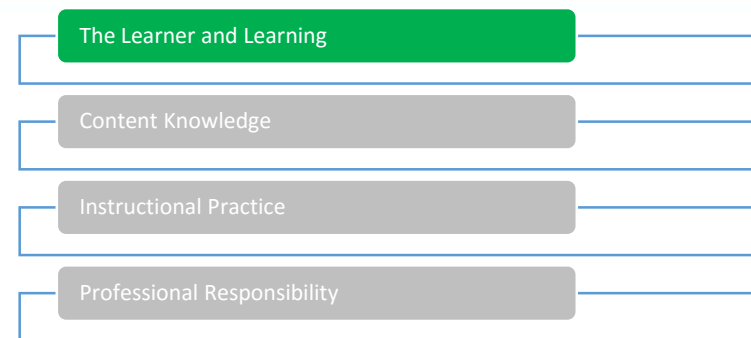 The Learner and Learning
Content Knowledge
Instructional Practice
Professional Responsibility